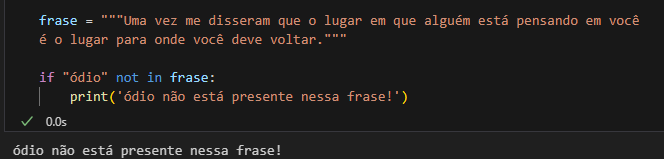 frase = """Uma vez me disseram que o lugar em que alguém está pensando em você
é o lugar para onde você deve voltar."""
if "ódio" not in frase:
    print('ódio não está presente nessa frase!')
0.0s
ódio não está presente nessa frase!